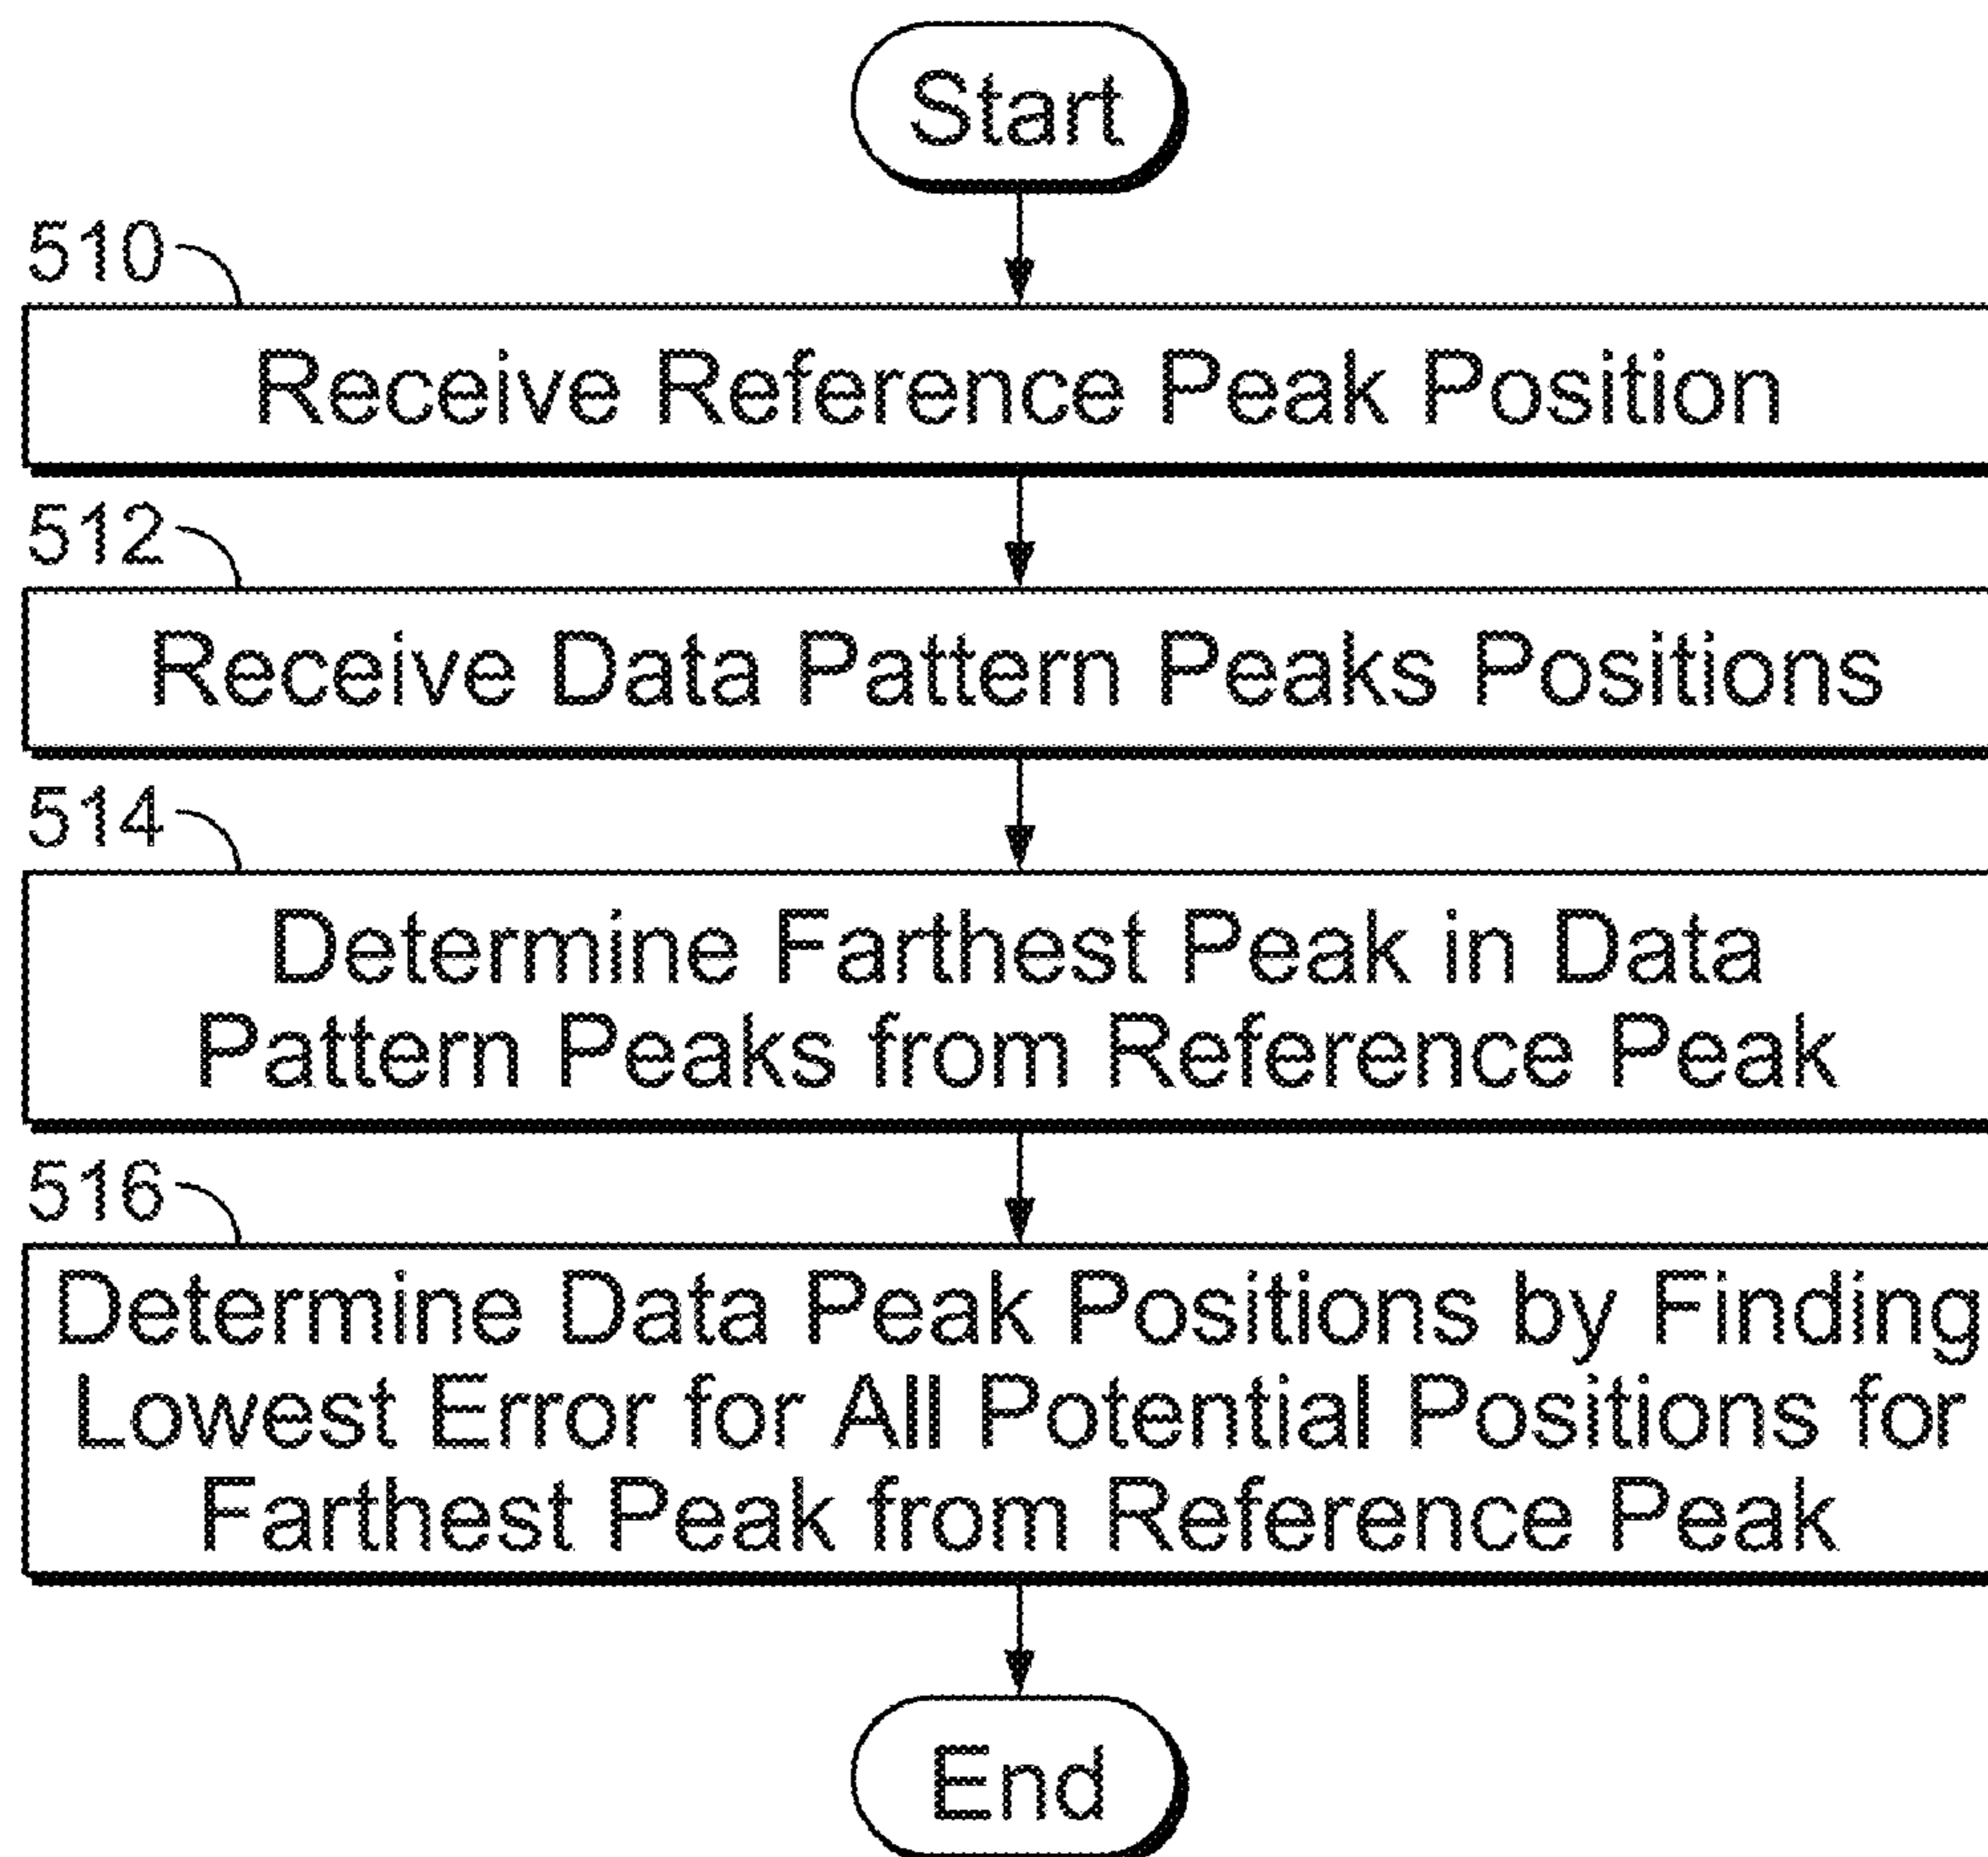 Start
510
Receive Reference Peak Position
512
Receive Data Pattern Peaks Positions
514
Determine Farthest Peak in Data
Pattern Peaks from Reference Peak
516
Determine Data Peak Positions by Finding
Lowest Error for All Potential Positions for
Farthest Peak from Reference Peak
End